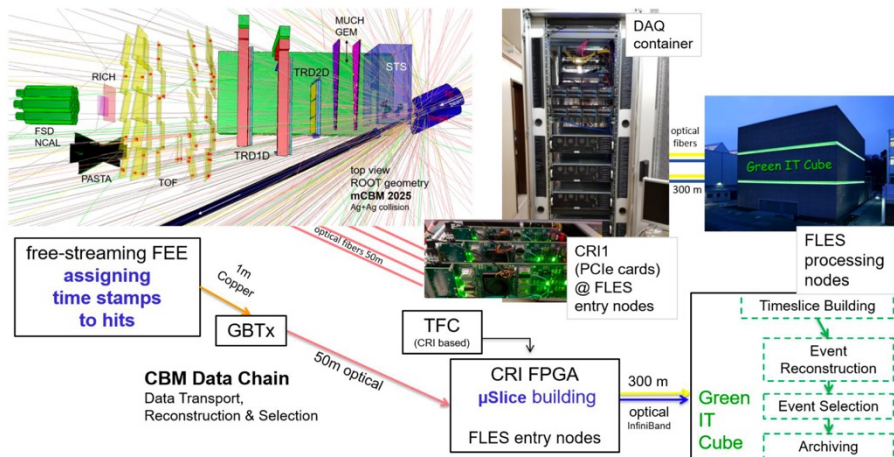 MUCH
GEM
STS
TRD2D
RICH
FSD
NCAL
PASTA
TOF
TRD1D
top view
ROOT geometry
mCBM 2025
Ag+Ag collision
DAQ
container
optical
fibers
300 m
Green IT Cube
optical fibers 50m
CRI1
(PCIe cards)
@ FLES
entry nodes
FLES
processing
nodes
free-streaming FEE
assigning
time stamps
to hits
1m
Copper
GBTx
50m optical
CBM Data Chain
Data Transport,
Reconstruction & Selection
TFC
(CRI based)
CRI FPGA
µSlice building
FLES entry nodes
300 m
optical
InfiniBand
Green
IT
Cube
Timeslice Building
Event
Reconstruction
Event Selection
Archiving